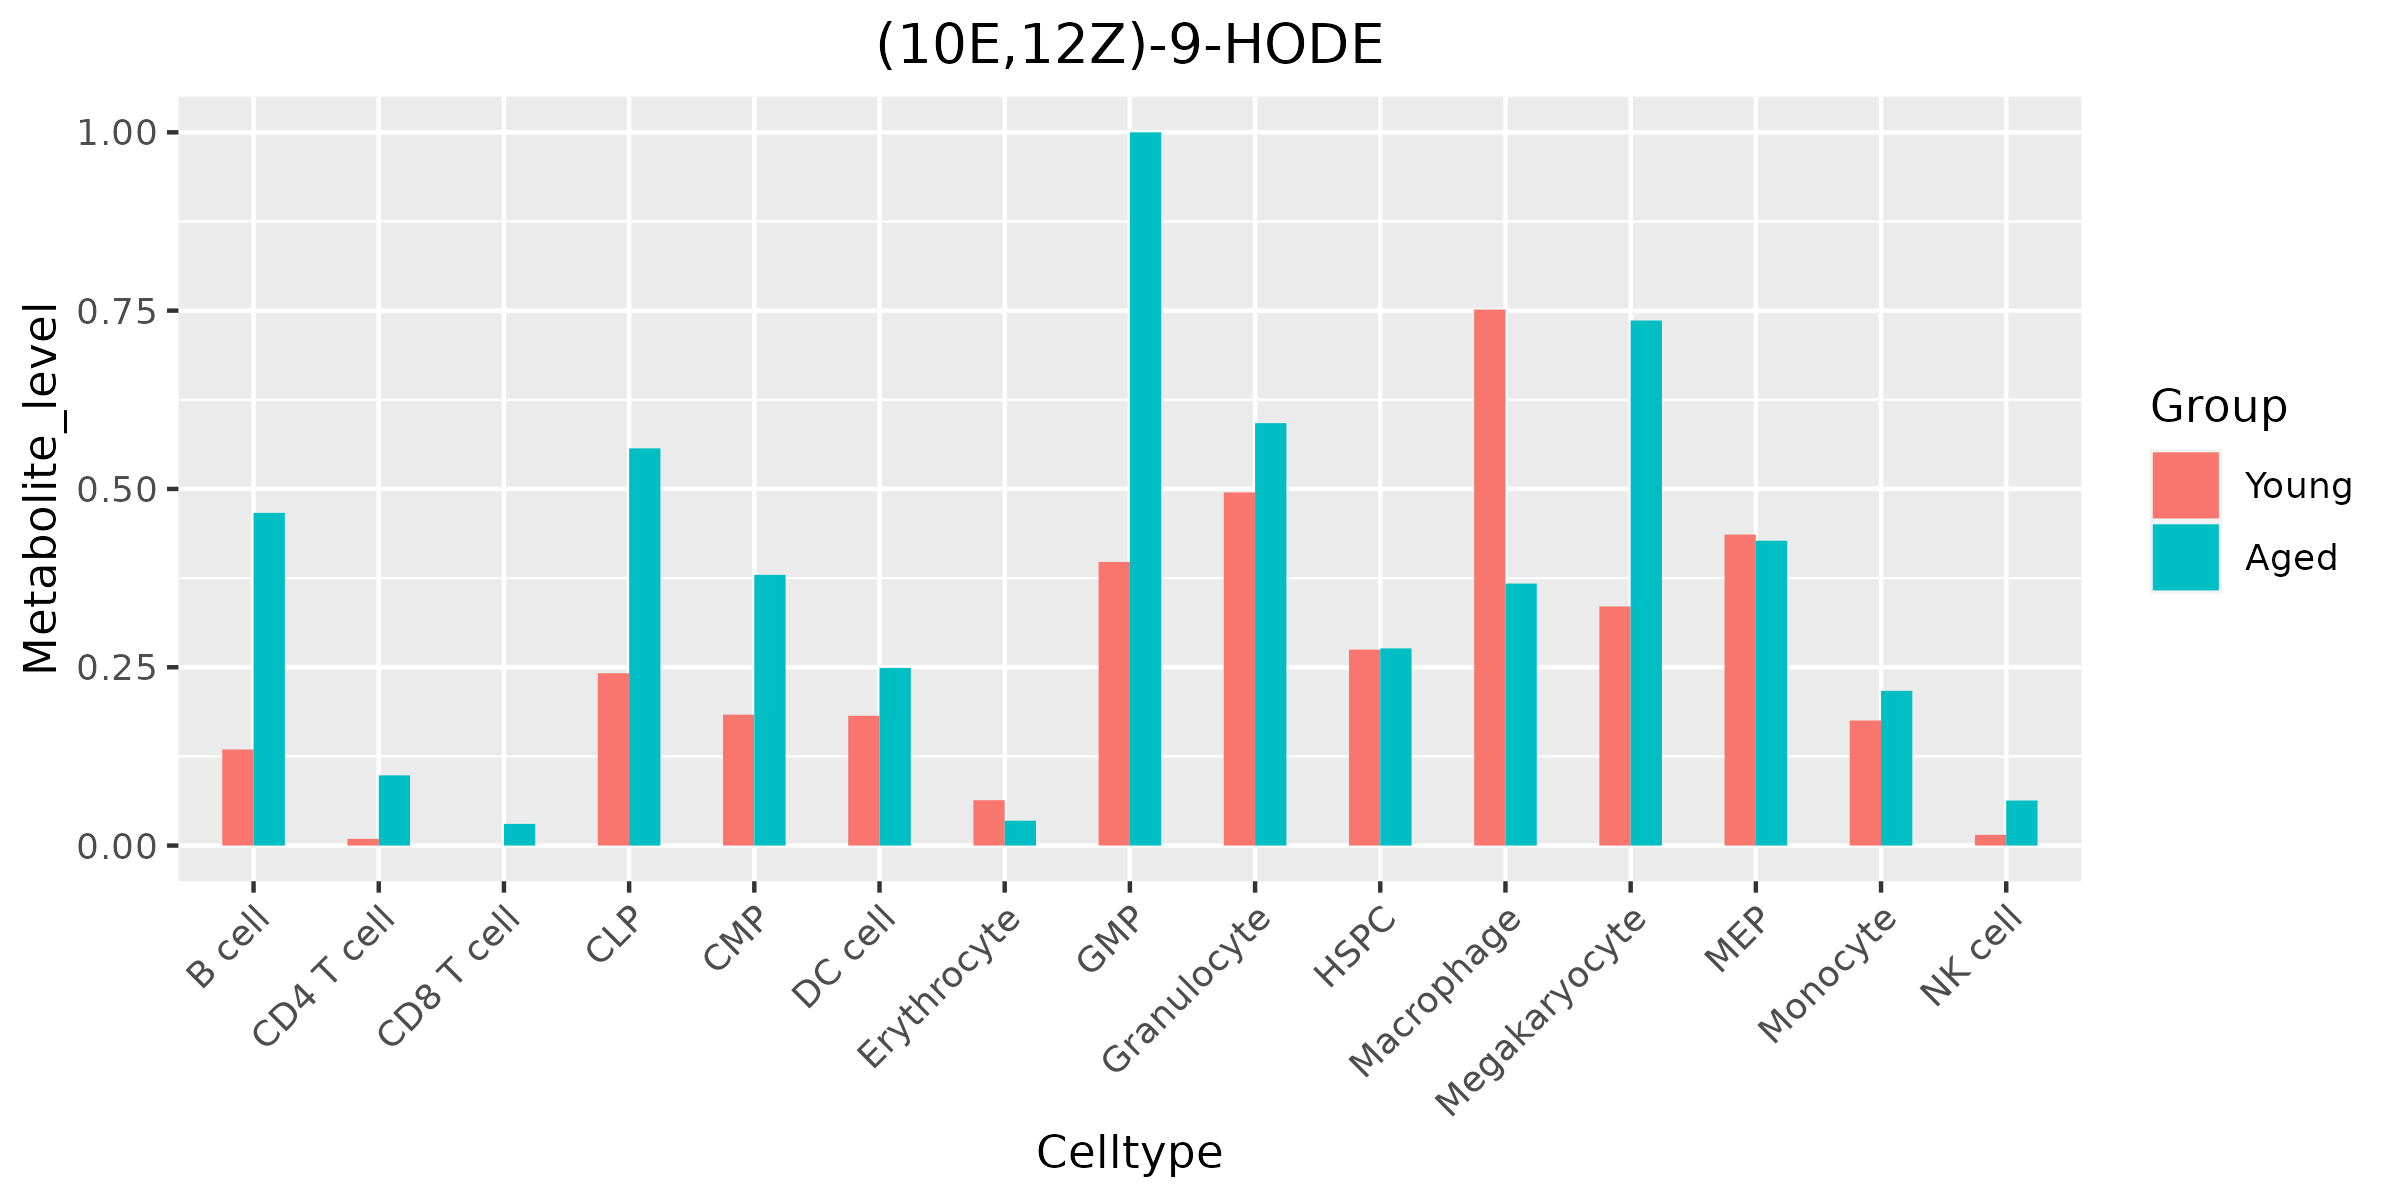 (10E,12Z)-9-HODE
Metabolite_level
1.00
0.75
0.50
0.25
0.00
B cell
CD4 T cell
CD8 T cell
CLP
CMP
DC cell
Erythrocyte
GMP
Granulocyte
HSPC
Macrophage
Megakaryocyte
MEP
Monocyte
NK cell
Celltype
Group
Young
Aged